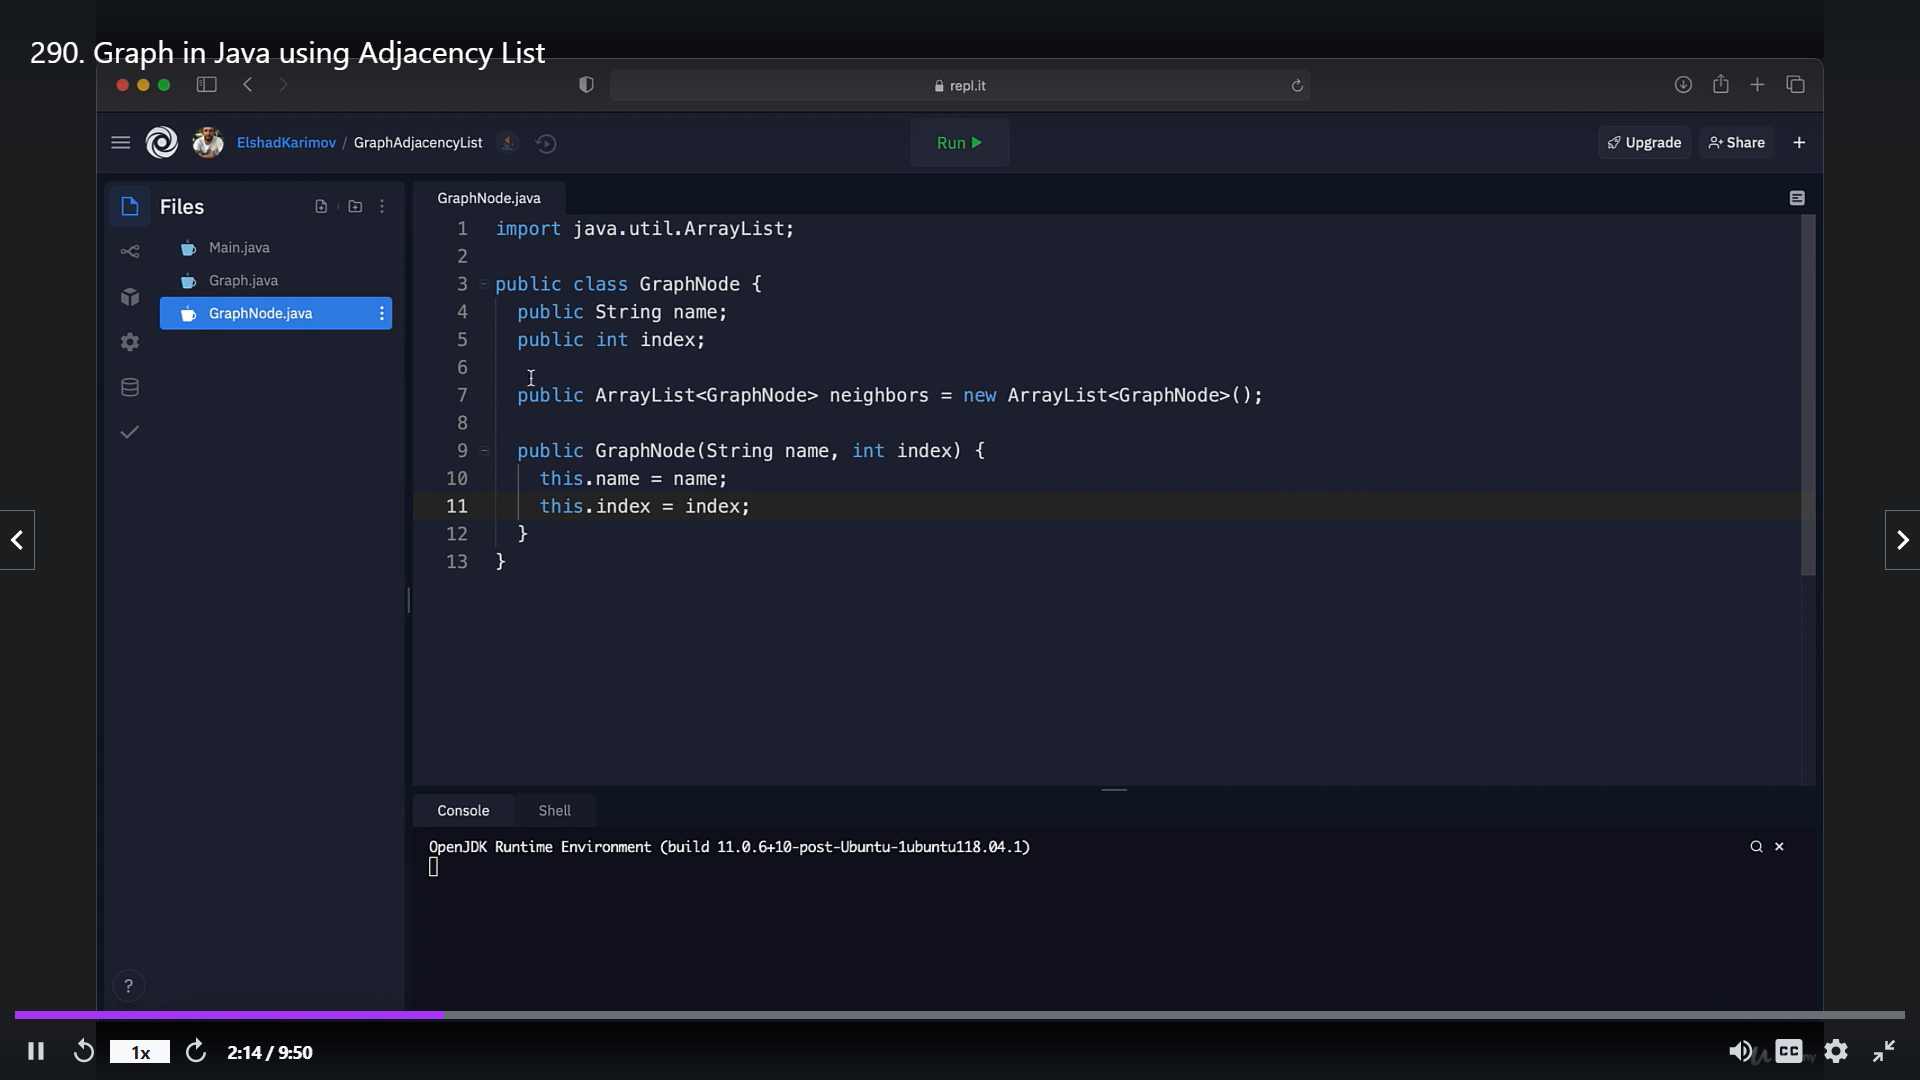 290. Graph in Java using Adjacency List
repl.it
ElshadKarimov / GraphAdjacencyList
Run
Upgrade
Share
Files
Main.java
Graph.java
GraphNode.java
GraphNode.java
1 import java.util.ArrayList;
2
3 public class GraphNode {
4 public String name;
5 public int index;
6
7 public ArrayList<GraphNode> neighbors = new ArrayList<GraphNode>();
8
9 public GraphNode(String name, int index) {
10 this.name = name;
11 this.index = index;
12 }
13 }
Console Shell
OpenJDK Runtime Environment (build 11.0.6+10-post-Ubuntu-1ubuntu118.04.1)
?
1x
2:14 / 9:50
CC